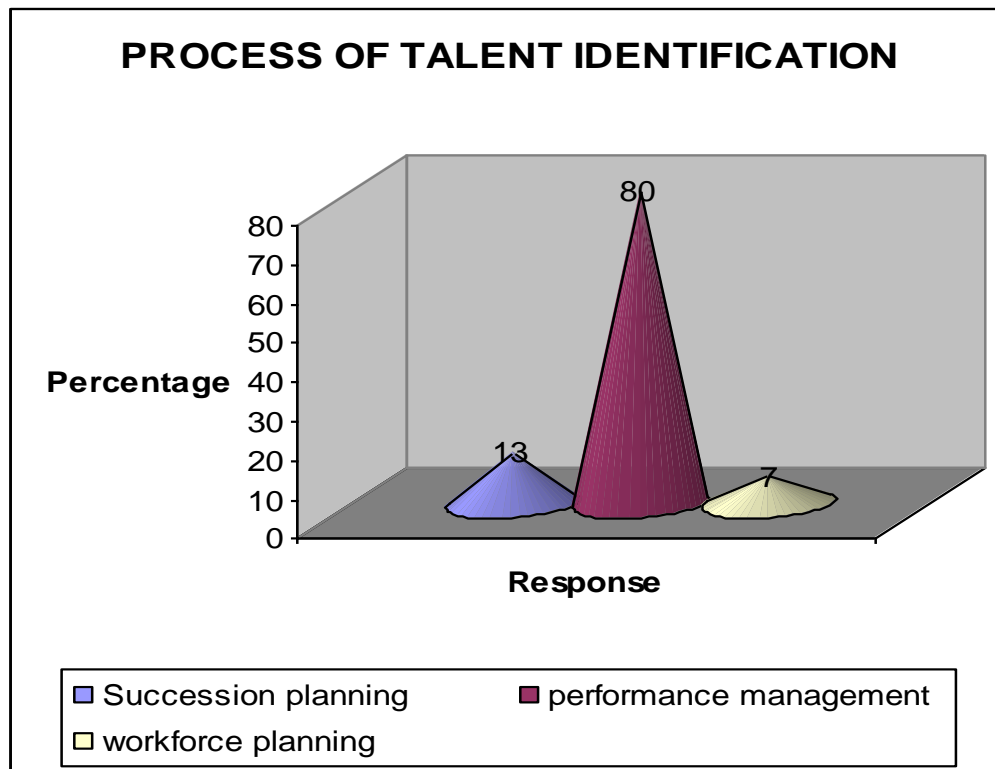 PROCESS OF TALENT IDENTIFICATION
80
80
70
60
50
40
30
20
10
0
Percentage
13
7
Response
Succession planning
performance management
workforce planning